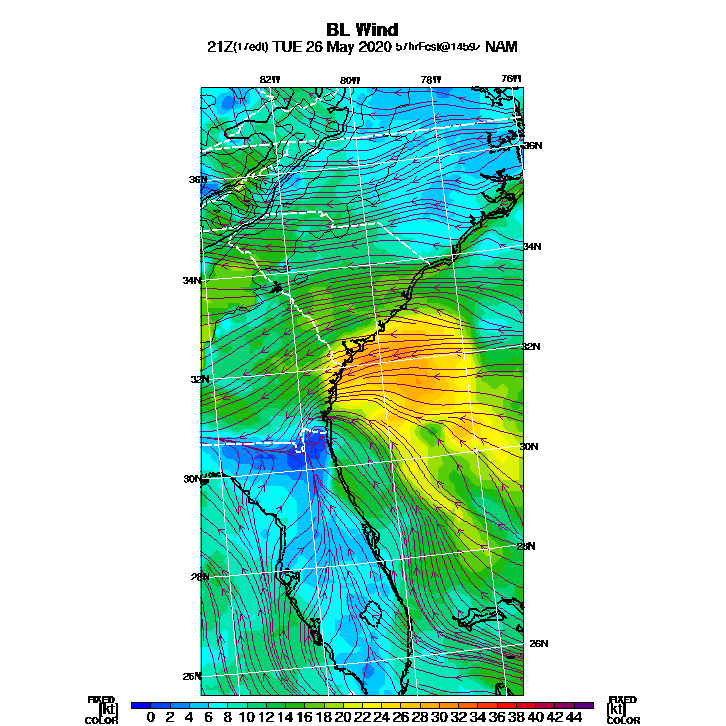 BL Wind
21Z(17edt) TUE 26 May 2020 57hrFcst@1459z NAM
82W 80W 78W 76W
36N
36N
34N
34N
32N
32N
30N
30N
28N
28N
26N
26N
FIXED FIXED
[kt] 0 2 4 6 8 10 12 14 16 18 20 22 24 26 28 30 32 34 36 38 40 42 44 [kt]
COLOR COLOR